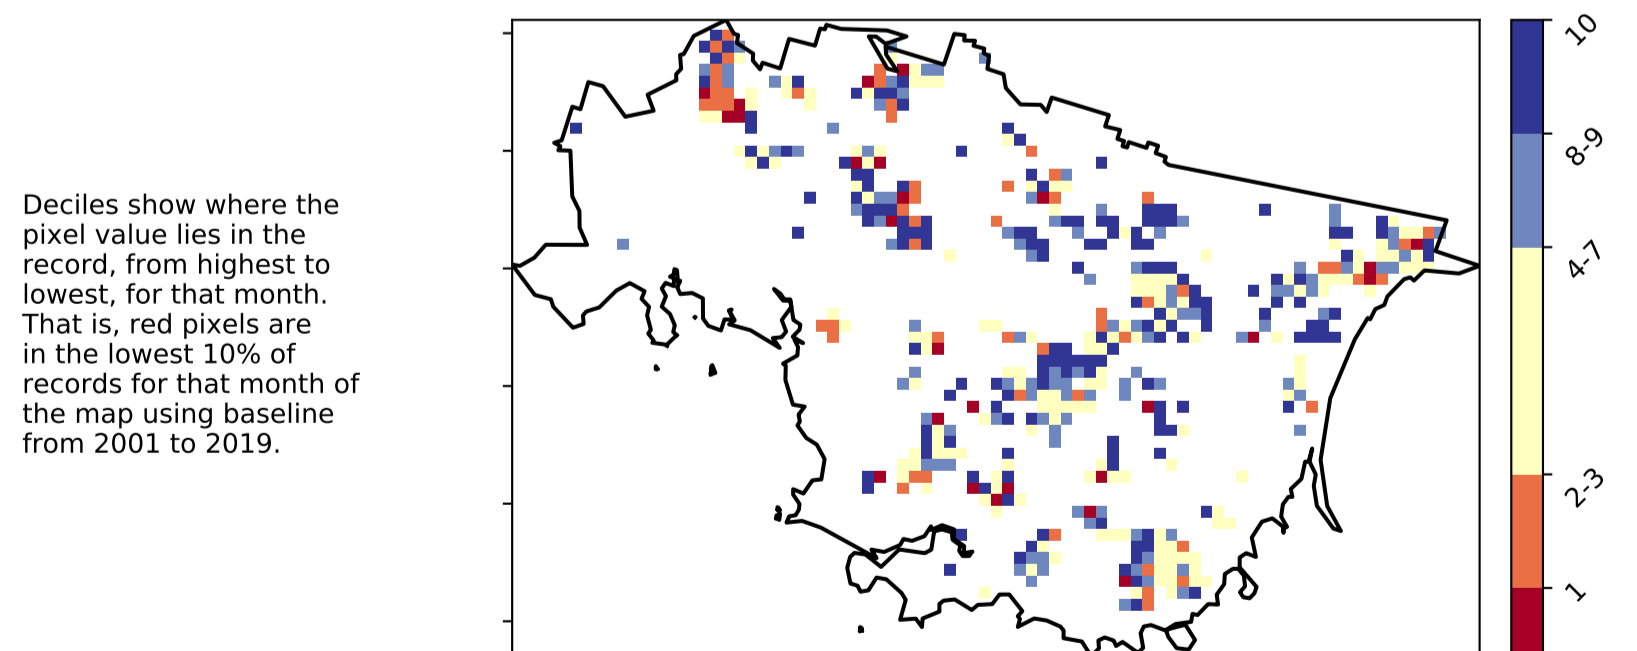 Deciles show where the
pixel value lies in the
record, from highest to
lowest, for that month.
That is, red pixels are
in the lowest 10% of
records for that month of
the map using baseline
from 2001 to 2019.
10
8-9
4-7
2-3
1